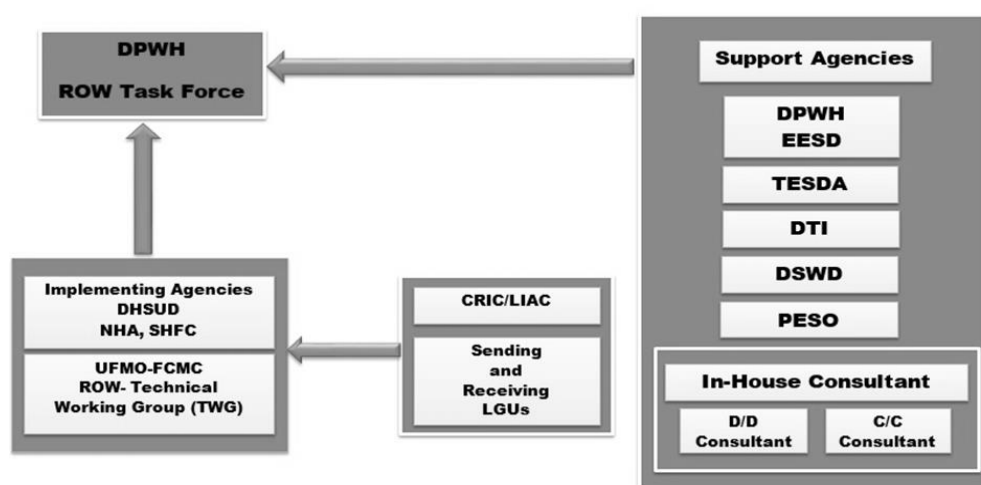 DPWH
ROW Task Force
Implementing Agencies
DHSUD
NHA, SHFC
UFMO-FCMC
ROW- Technical
Working Group (TWG)
CRIC/LIAC
Sending
and
Receiving
LGUs
Support Agencies
DPWH
EESD
TESDA
DTI
DSWD
PESO
In-House Consultant
D/D
Consultant
C/C
Consultant